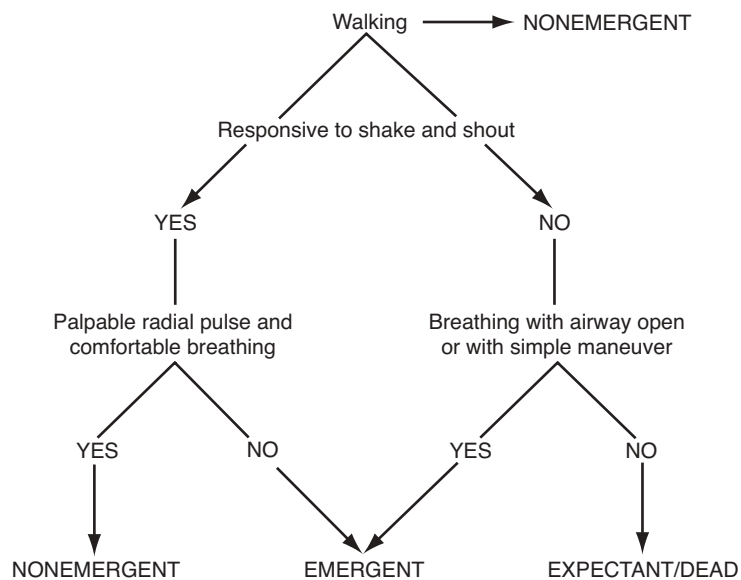 Walking NONEMERGENT
Responsive to shake and shout
YES NO
Palpable radial pulse and
comfortable breathing
Breathing with airway open
or with simple maneuver
YES NO YES NO
NONEMERGENT EMERGENT EXPECTANT/DEAD